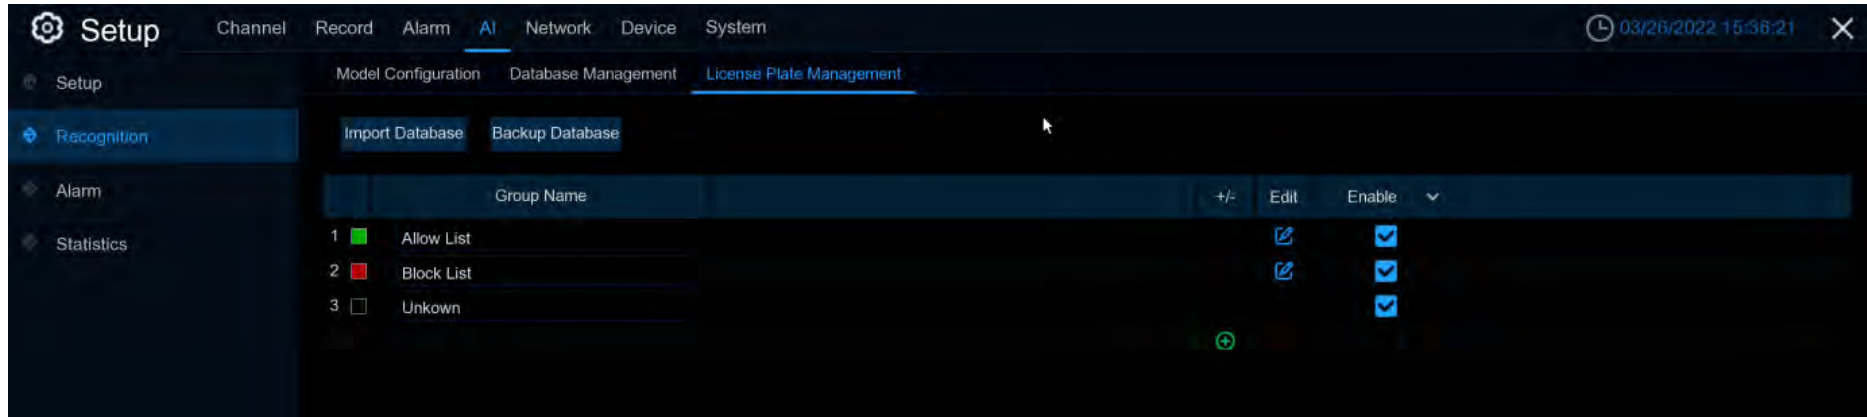 Setup Channel Record Alarm AI Network Device System 03/26/2022 15:36:21
Setup
Model Configuration Database Management License Plate Management
Recognition
Import Database Backup Database
Alarm
Group Name +/- Edit Enable
Statistics
1 Allow List
2 Block List
3 Unkown